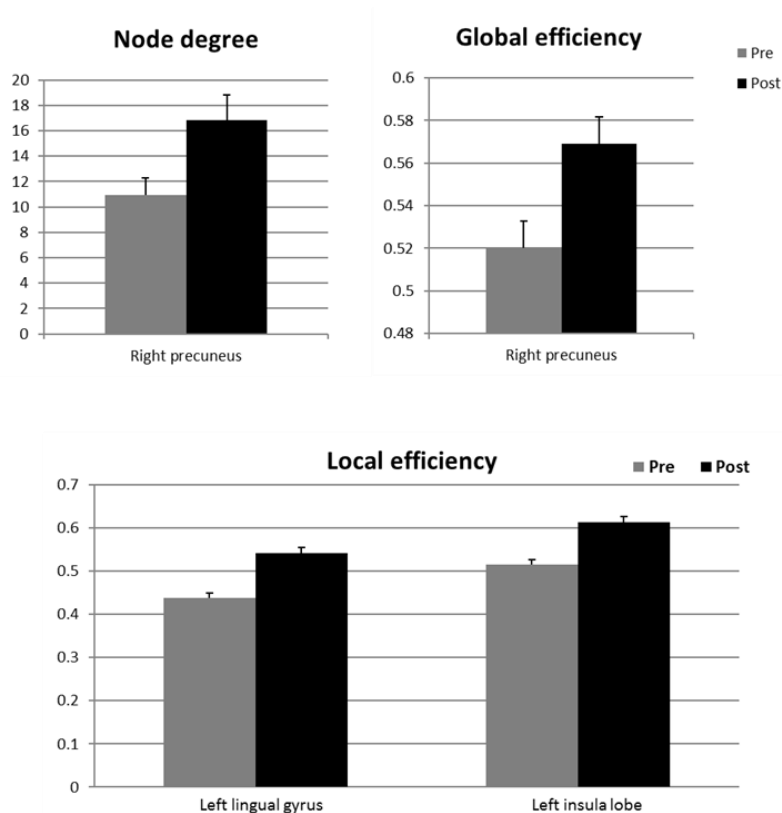 Node degree
20
18
16
14
12
10
8
6
4
2
0
Right precuneus
Global efficiency
Pre
Post
0.6
0.58
0.56
0.54
0.52
0.5
0.48
Right precuneus
Local efficiency
Pre Post
0.7
0.6
0.5
0.4
0.3
0.2
0.1
0
Left lingual gyrus Left insula lobe